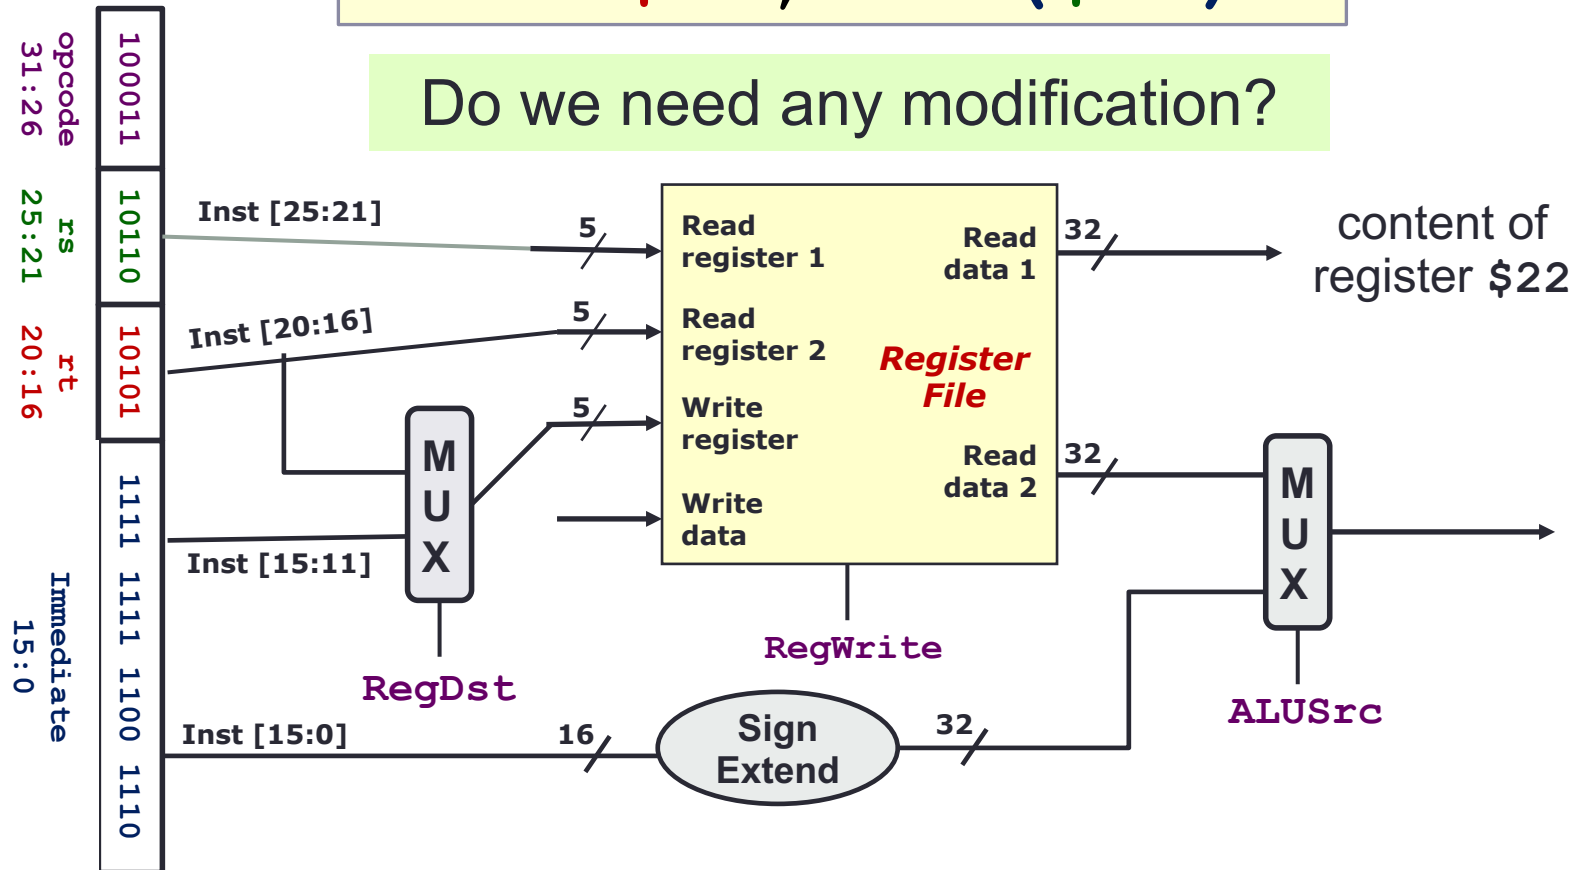 Do we need any modification?
opcode
31:26
100011
rs
25:21
10110
rt
20:16
10101
Immediate
15:0
1111 1111 1100 1110
Inst [25:21]
5
Inst [20:16]
5
5
Inst [15:11]
MUX
RegDst
Inst [15:0]
16
Sign
Extend
32
Read
register 1
Read
register 2
Write
register
Write
data
Register
File
Read
data 1
Read
data 2
RegWrite
32
content of
register $22
32
MUX
ALUSrc